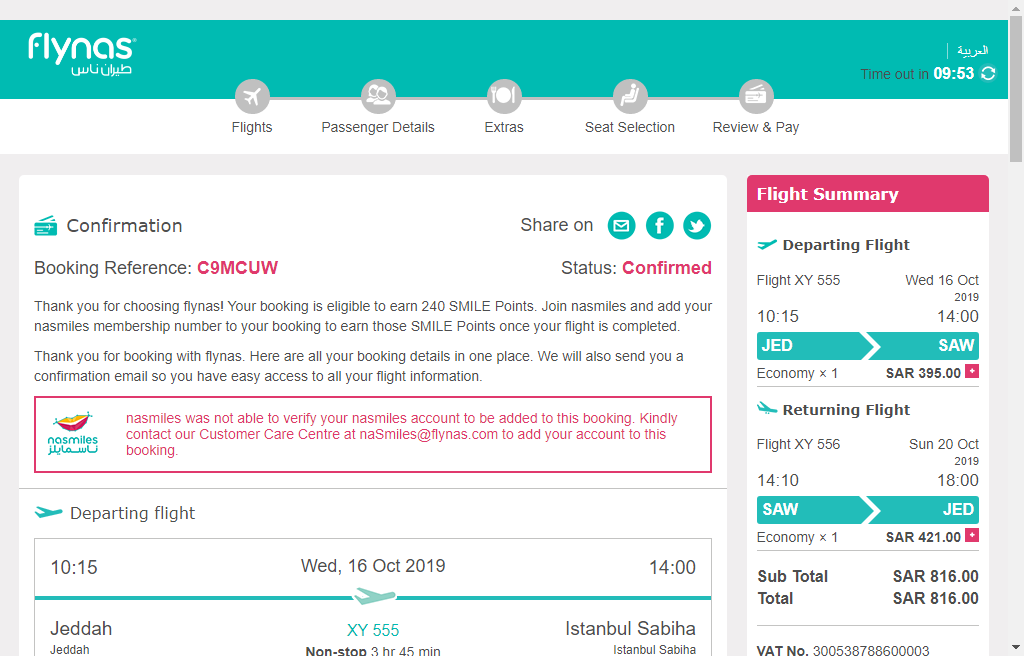 flynas
طيران ناس
العربية
Time out in 09:53
Flights
Passenger Details
Extras
Seat Selection
Review & Pay
Confirmation
Share on
Booking Reference: C9MCUW
Status: Confirmed
Thank you for choosing flynas! Your booking is eligible to earn 240 SMILE Points. Join nasmiles and add your
nasmiles membership number to your booking to earn those SMILE Points once your flight is completed.
Thank you for booking with flynas. Here are all your booking details in one place. We will also send you a
confirmation email so you have easy access to all your flight information.
nasmiles
ناسمايلز
nasmiles was not able to verify your nasmiles account to be added to this booking. Kindly
contact our Customer Care Centre at naSmiles@flynas.com to add your account to this
booking.
Departing flight
10:15
Wed, 16 Oct 2019
14:00
Jeddah
XY 555
Istanbul Sabiha
Jeddah
Non-stop 3 hr 45 min
Istanbul Sabiha
Flight Summary
Departing Flight
Flight XY 555
Wed 16 Oct
2019
10:15
14:00
JED
SAW
Economy × 1
SAR 395.00 +
Returning Flight
Flight XY 556
Sun 20 Oct
2019
14:10
18:00
SAW
JED
Economy × 1
SAR 421.00 +
Sub Total
SAR 816.00
Total
SAR 816.00
VAT No. 300538788600003